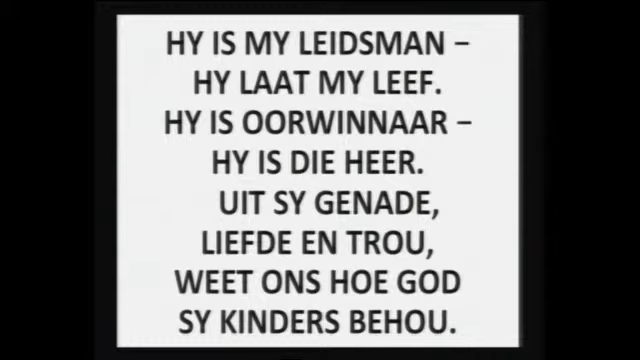 HY IS MY LEIDSMAN –
HY LAAT MY LEEF.
HY IS OORWINNAAR –
HY IS DIE HEER.
UIT SY GENADE,
LIEFDE EN TROU,
WEET ONS HOE GOD
SY KINDERS BEHOU.